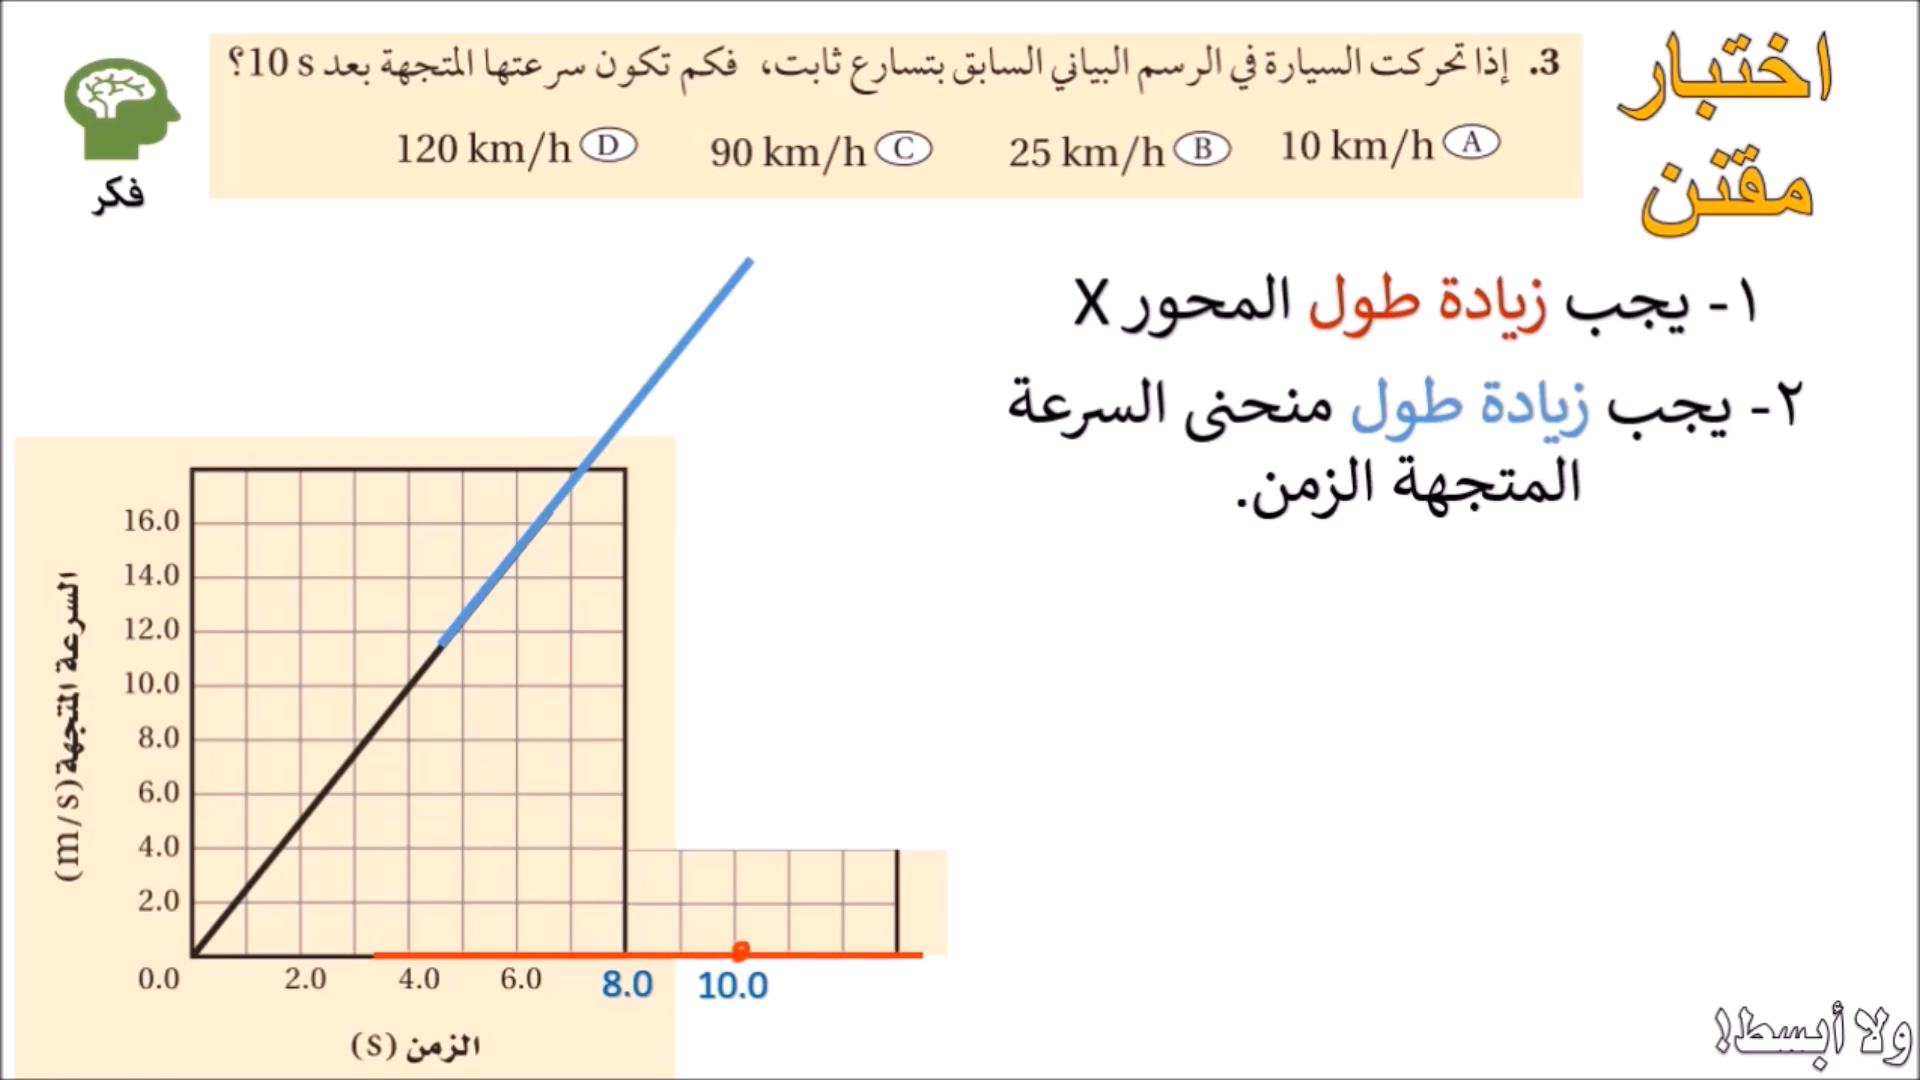 اختبار
مقنن
3. إذا تحركت السيارة في الرسم البياني السابق بتسارع ثابت، فكم تكون سرعتها المتجهة بعد 10 s؟
A 10 km/h B 25 km/h C 90 km/h D 120 km/h
فكر
١- يجب زيادة طول المحور X
٢- يجب زيادة طول منحنى السرعة
المتجهة الزمن.
السرعة المتجهة (m/s)
16.0
14.0
12.0
10.0
8.0
6.0
4.0
2.0
0.0 2.0 4.0 6.0 8.0 10.0
الزمن (s)
ولا أبسط!